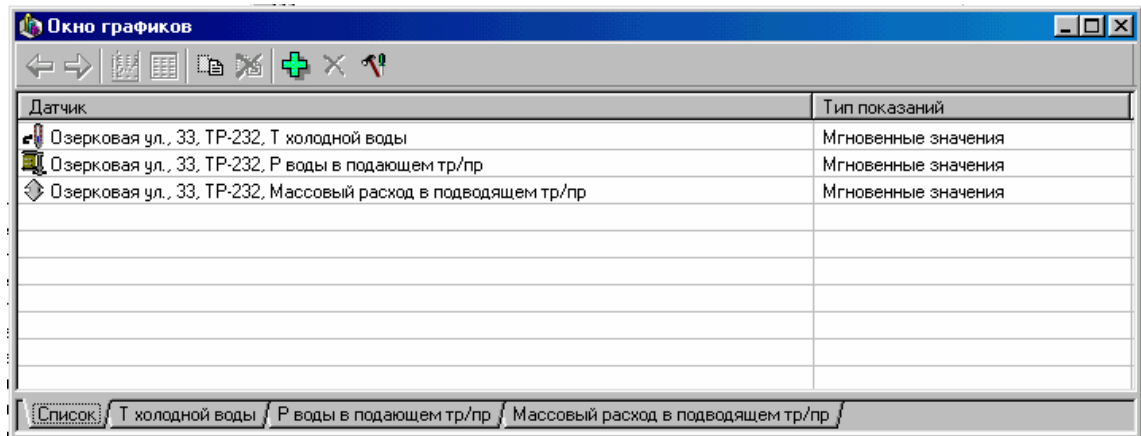 Окно графиков
Датчик Тип показаний
Озерковая ул., 33, ТР-232, Т холодной воды Мгновенные значения
Озерковая ул., 33, ТР-232, Р воды в подающем тр/пр Мгновенные значения
Озерковая ул., 33, ТР-232, Массовый расход в подводящем тр/пр Мгновенные значения
Список Т холодной воды Р воды в подающем тр/пр Массовый расход в подводящем тр/пр